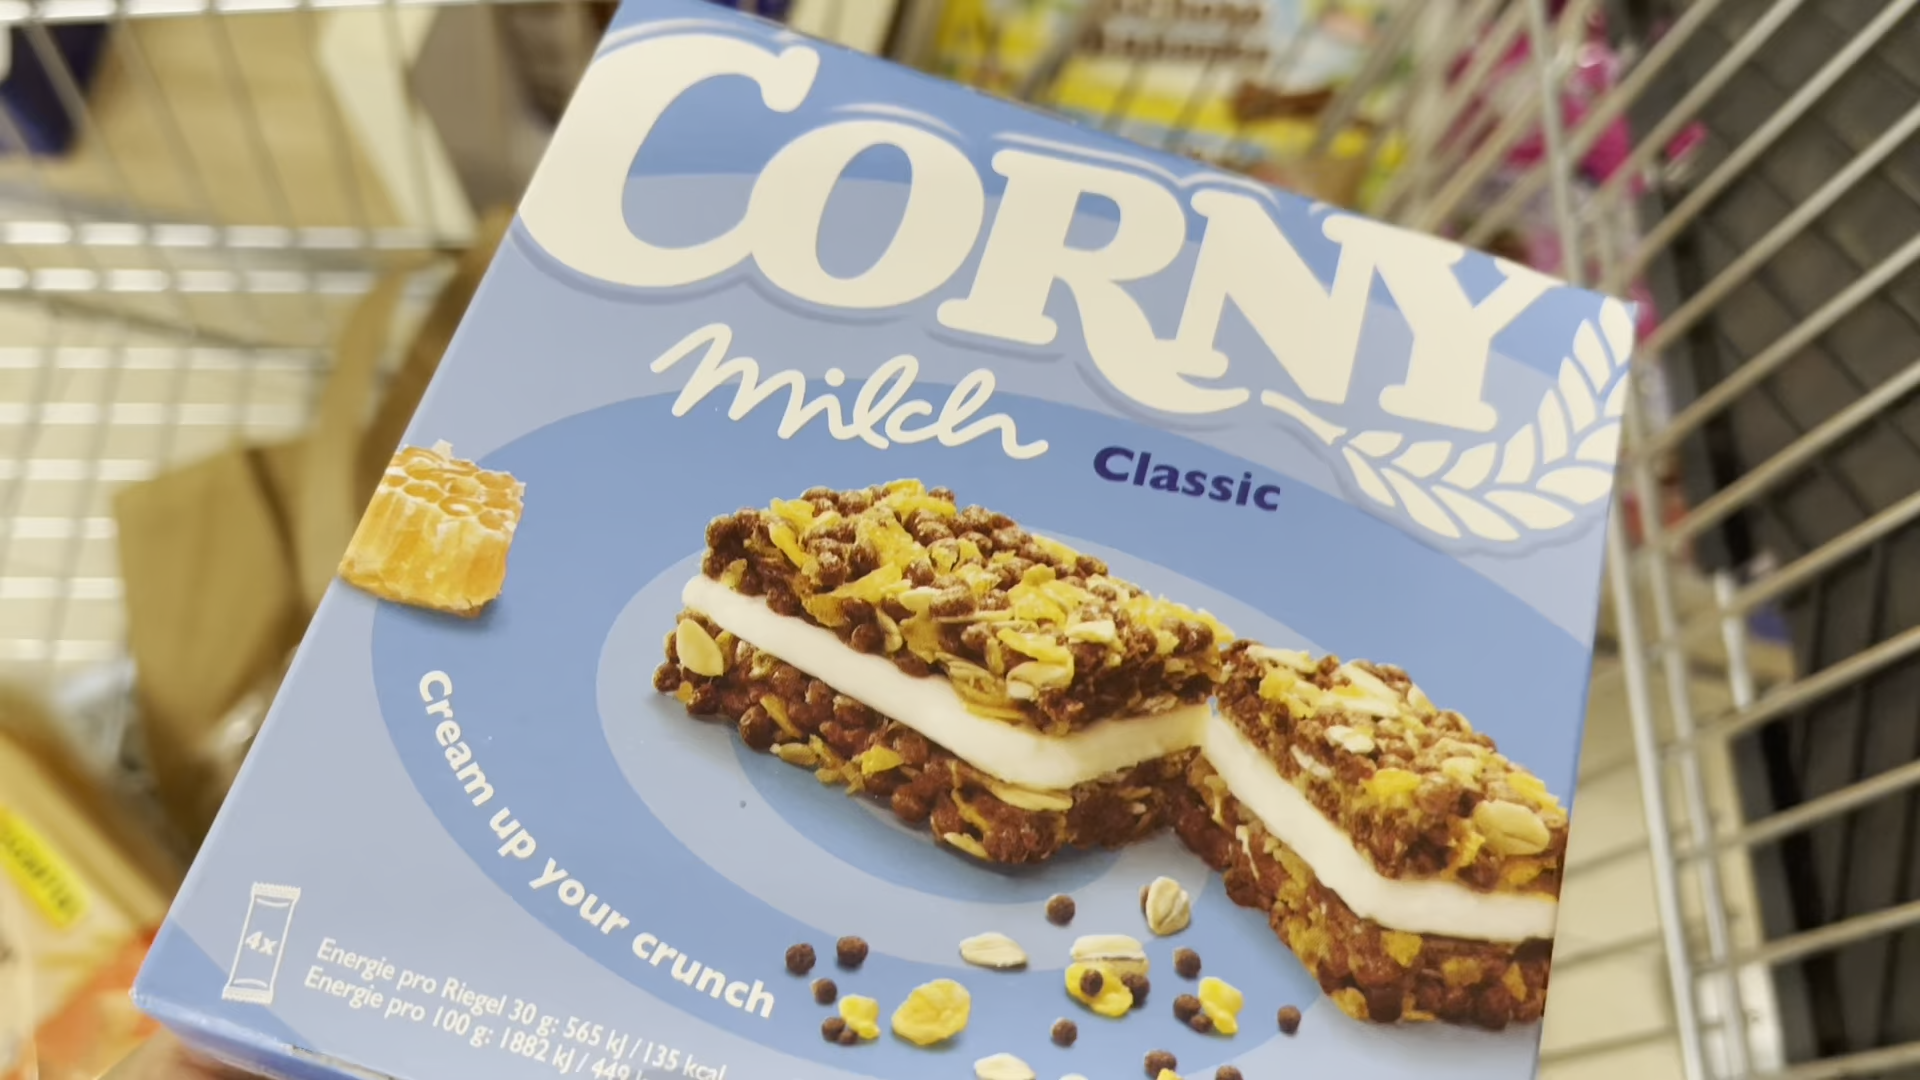 CORNY
milch
Classic
Cream up your crunch
4x
Energie pro Riegel 30 g: 565 kJ / 135 kcal
Energie pro 100 g: 1882 kJ / 449